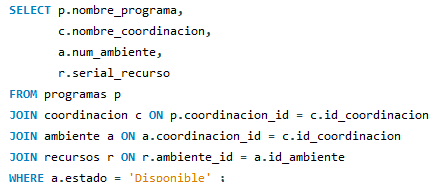 SELECT p.nombre_programa,
c.nombre_coordinacion,
a.num_ambiente,
r.serial_recurso
FROM programas p
JOIN coordinacion c ON p.coordinacion_id = c.id_coordinacion
JOIN ambiente a ON a.coordinacion_id = c.id_coordinacion
JOIN recursos r ON r.ambiente_id = a.id_ambiente
WHERE a.estado = 'Disponible' ;